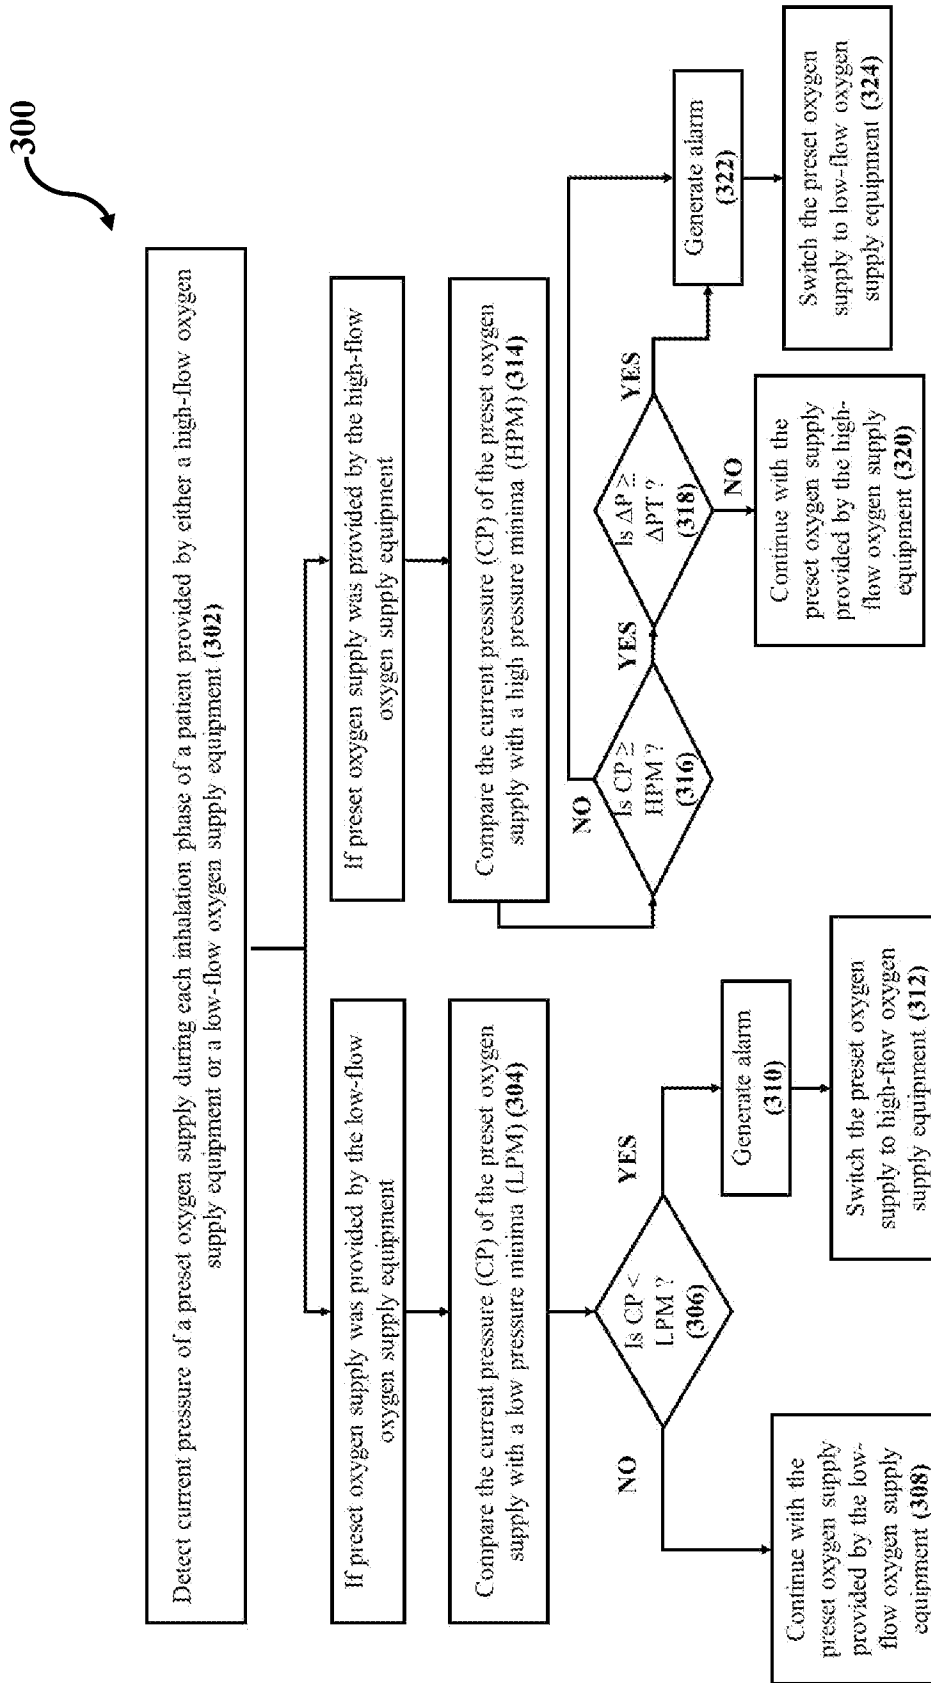 300
Detect current pressure of a preset oxygen supply during each inhalation phase of a patient provided by either a high-flow oxygen
supply equipment or a low-flow oxygen supply equipment (302)
If preset oxygen supply was provided by the low-flow
oxygen supply equipment
Compare the current pressure (CP) of the preset oxygen
supply with a low pressure minima (LPM) (304)
Is CP <
LPM ?
(306)
NO
YES
Continue with the
preset oxygen supply
provided by the low-
flow oxygen supply
equipment (308)
Generate alarm
(310)
Switch the preset oxygen
supply to high-flow oxygen
supply equipment (312)
If preset oxygen supply was provided by the high-flow
oxygen supply equipment
Compare the current pressure (CP) of the preset oxygen
supply with a high pressure minima (HPM) (314)
Is CP ≥
HPM ?
(316)
NO
YES
Is ΔP ≥
ΔPT ?
(318)
YES
NO
Continue with the
preset oxygen supply
provided by the high-
flow oxygen supply
equipment (320)
Generate alarm
(322)
Switch the preset oxygen
supply to low-flow oxygen
supply equipment (324)